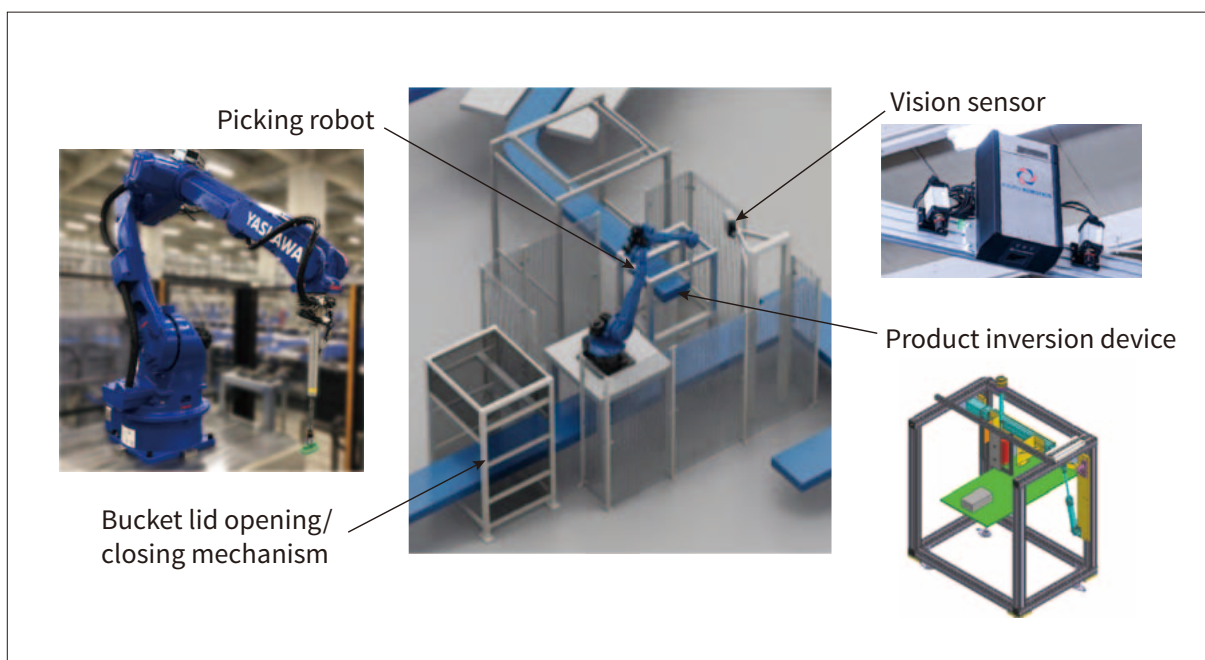 Picking robot
Vision sensor
YASKAWA
Product inversion device
Bucket lid opening/
closing mechanism